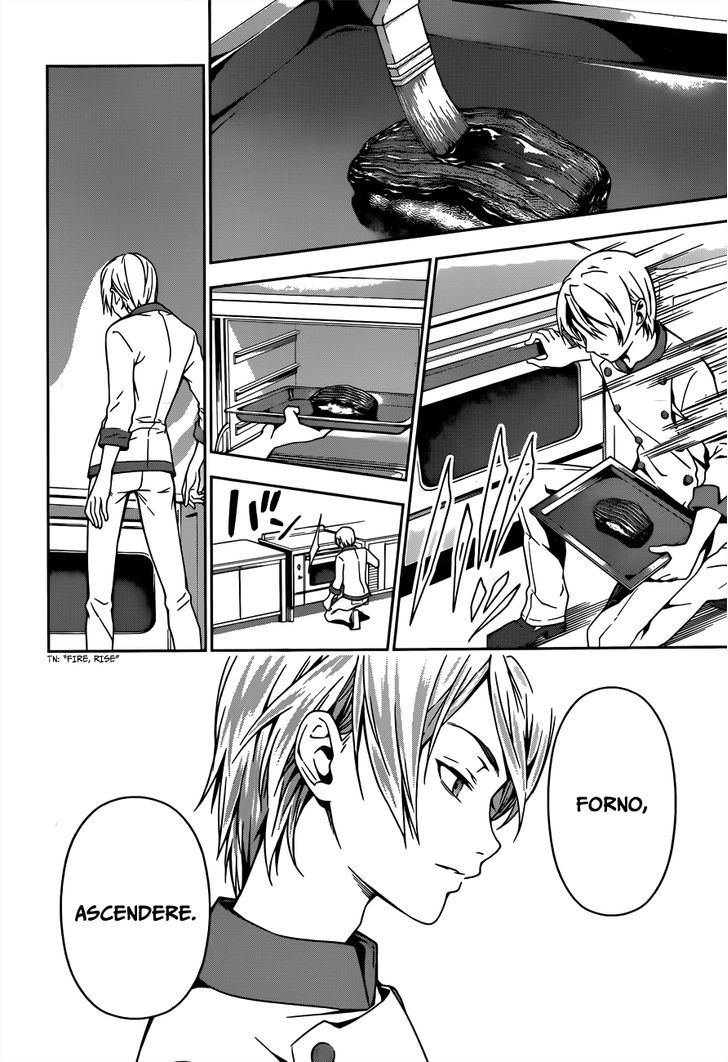 バン
TN: "FIRE, RISE"
FORNO,
ASCENDERE.